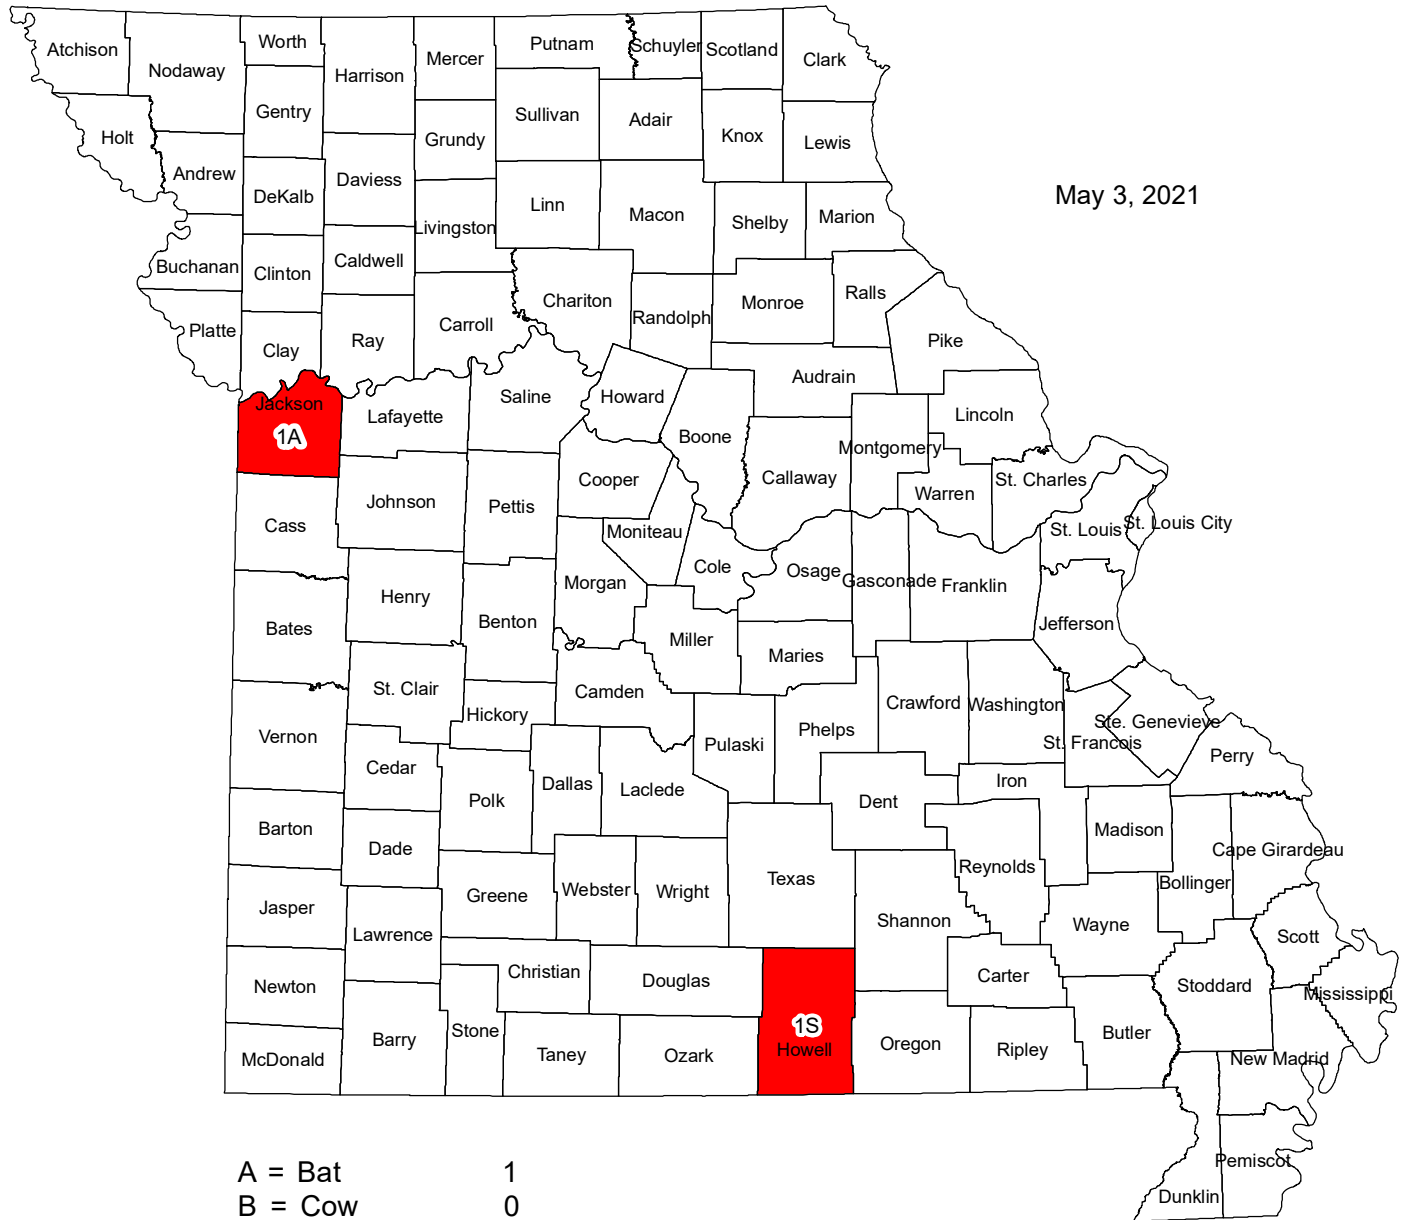 Atchison
Nodaway
Worth
Harrison
Mercer
Putnam
Schuyler
Scotland
Clark
Gentry
Sullivan
Adair
Holt
Grundy
Knox
Lewis
Andrew
DeKalb
Daviess
May 3, 2021
Linn
Macon
Shelby
Marion
Livingston
Buchanan
Clinton
Caldwell
Chariton
Randolph
Monroe
Ralls
Platte
Clay
Ray
Carroll
Pike
Audrain
Jackson
1A
Lafayette
Saline
Howard
Boone
Lincoln
Montgomery
Callaway
Cooper
Warren
St. Charles
Johnson
Pettis
Cass
Moniteau
St. Louis
St. Louis City
Cole
Osage
Gasconade
Franklin
Morgan
Henry
Benton
Bates
Miller
Maries
Jefferson
St. Clair
Camden
Crawford
Washington
Hickory
Ste. Genevieve
Vernon
Pulaski
Phelps
St. Francois
Perry
Cedar
Dallas
Laclede
Iron
Polk
Dent
Barton
Dade
Madison
Cape Girardeau
Reynolds
Texas
Bollinger
Webster
Wright
Greene
Jasper
Shannon
Wayne
Lawrence
Scott
Christian
Douglas
Carter
Newton
Stoddard
Mississippi
1S
Howell
Stone
Barry
Butler
Oregon
Ripley
McDonald
Taney
Ozark
New Madrid
Pemiscot
Dunklin
A = Bat 1
B = Cow 0